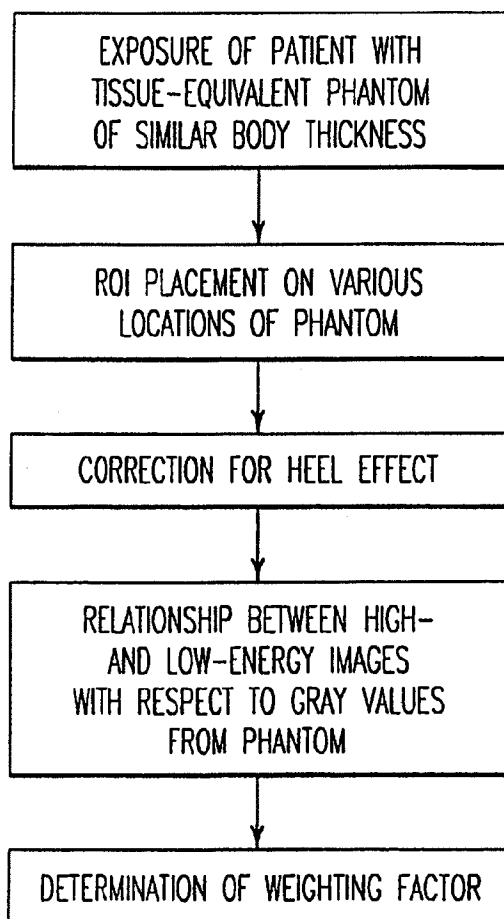 EXPOSURE OF PATIENT WITH
TISSUE-EQUIVALENT PHANTOM
OF SIMILAR BODY THICKNESS
ROI PLACEMENT ON VARIOUS
LOCATIONS OF PHANTOM
CORRECTION FOR HEEL EFFECT
RELATIONSHIP BETWEEN HIGH-
AND LOW-ENERGY IMAGES
WITH RESPECT TO GRAY VALUES
FROM PHANTOM
DETERMINATION OF WEIGHTING FACTOR